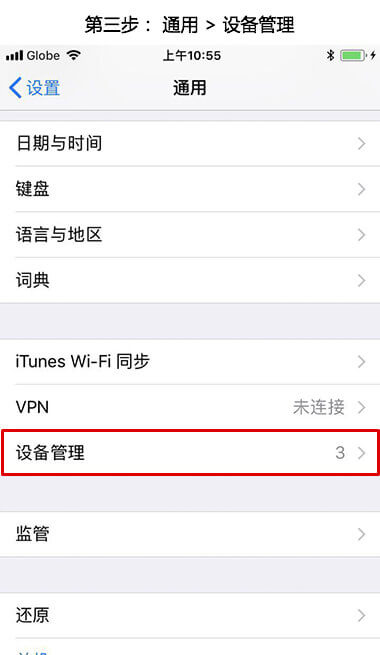 第三步：通用 > 设备管理
Globe 上午10:55
设置 通用
日期与时间
键盘
语言与地区
词典
iTunes Wi-Fi 同步
VPN 未连接
设备管理 3
监管
还原